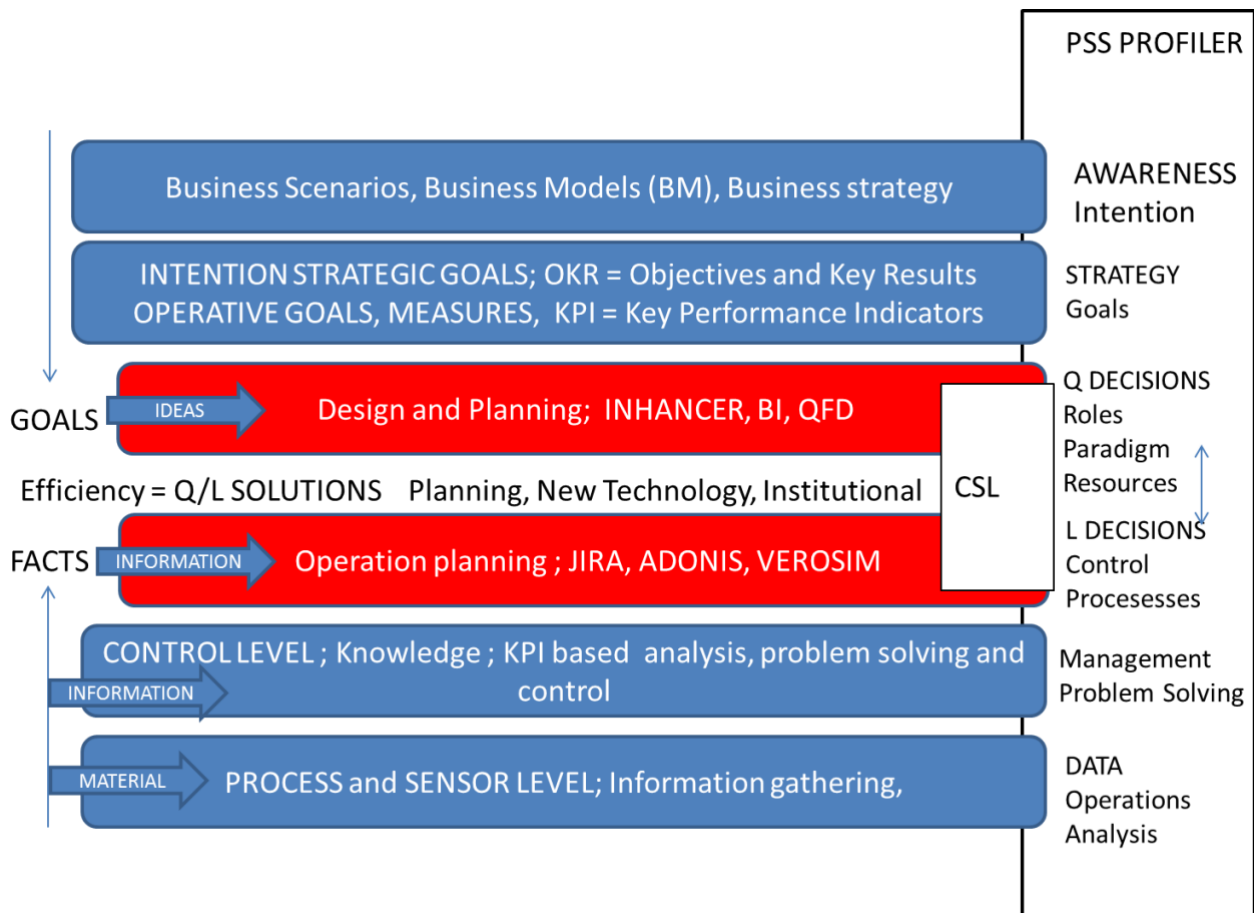 PSS PROFILER
Business Scenarios, Business Models (BM), Business strategy
AWARENESS
Intention
INTENTION STRATEGIC GOALS; OKR = Objectives and Key Results
OPERATIVE GOALS, MEASURES, KPI = Key Performance Indicators
STRATEGY
Goals
GOALS
IDEAS
Design and Planning; INHANCER, BI, QFD
Q DECISIONS
Roles
Paradigm
Resources
Efficiency = Q/L SOLUTIONS Planning, New Technology, Institutional
CSL
FACTS
INFORMATION
Operation planning ; JIRA, ADONIS, VEROSIM
L DECISIONS
Control
Procesesses
CONTROL LEVEL ; Knowledge ; KPI based analysis, problem solving and
control
INFORMATION
Management
Problem Solving
MATERIAL
PROCESS and SENSOR LEVEL; Information gathering,
DATA
Operations
Analysis